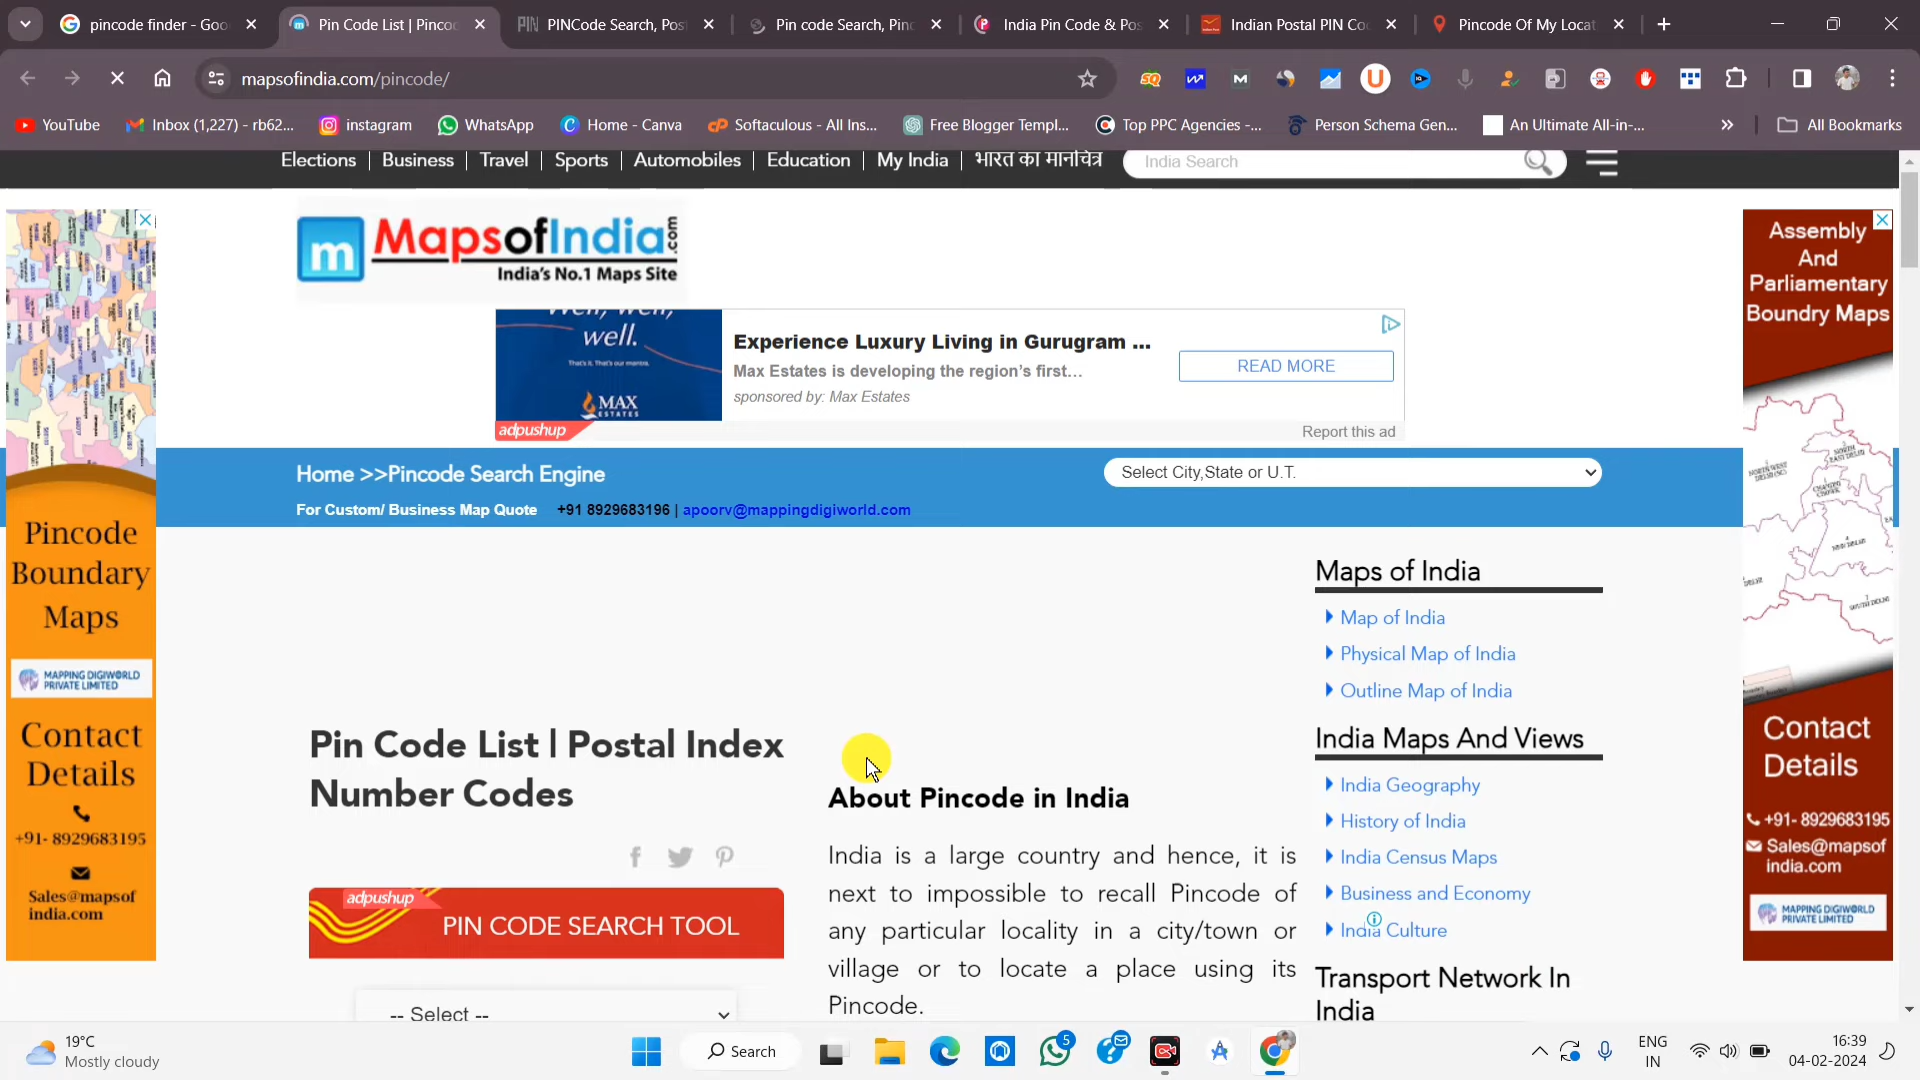 pincode finder - Goo
Pin Code List | Pincod
PINCode Search, Post
Pin code Search, Pinc
India Pin Code & Pos
Indian Postal PIN Co
Pincode Of My Locat
mapsofindia.com/pincode/
YouTube
Inbox (1,227) - rb62...
instagram
WhatsApp
Home - Canva
Softaculous - All Ins...
Free Blogger Templ...
Top PPC Agencies -...
Person Schema Gen...
An Ultimate All-in-...
All Bookmarks
Elections | Business | Travel | Sports | Automobiles | Education | My India | भारत का मानचित्र
India Search
m MapsofIndia.com
India's No.1 Maps Site
well.
That's it. That's our mantra.
MAX
ESTATES
adpushup
Experience Luxury Living in Gurugram ...
Max Estates is developing the region's first...
sponsored by: Max Estates
READ MORE
Report this ad
Home >>Pincode Search Engine
Select City,State or U.T.
For Custom/ Business Map Quote +91 8929683196 | apoorv@mappingdigiworld.com
Pincode
Boundary
Maps
MAPPING DIGIWORLD
PRIVATE LIMITED
Contact
Details
+91- 8929683195
Sales@mapsof
india.com
Pin Code List | Postal Index
Number Codes
adpushup
PIN CODE SEARCH TOOL
-- Select --
About Pincode in India
India is a large country and hence, it is
next to impossible to recall Pincode of
any particular locality in a city/town or
village or to locate a place using its
Pincode.
Maps of India
Map of India
Physical Map of India
Outline Map of India
India Maps And Views
India Geography
History of India
India Census Maps
Business and Economy
India Culture
Transport Network In
India
Assembly
And
Parliamentary
Boundry Maps
Contact
Details
+91- 8929683195
Sales@mapsof
india.com
MAPPING DIGIWORLD
PRIVATE LIMITED
19°C
Mostly cloudy
Search
5
ENG
IN
16:39
04-02-2024